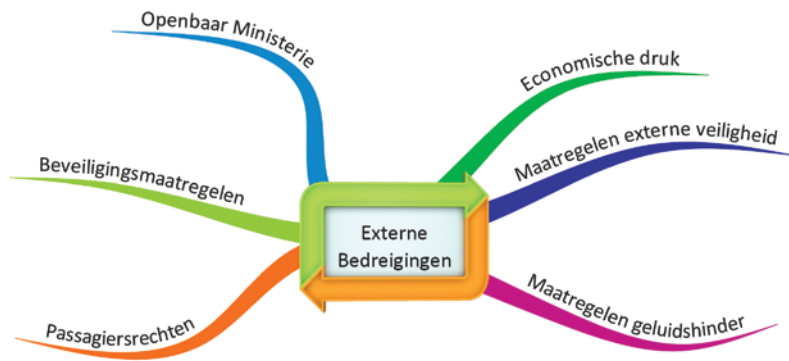 Openbaar Ministerie
Economische druk
Maatregelen externe veiligheid
Beveiligingsmaatregelen
Externe
Bedreigingen
Passagiersrechten
Maatregelen geluidshinder